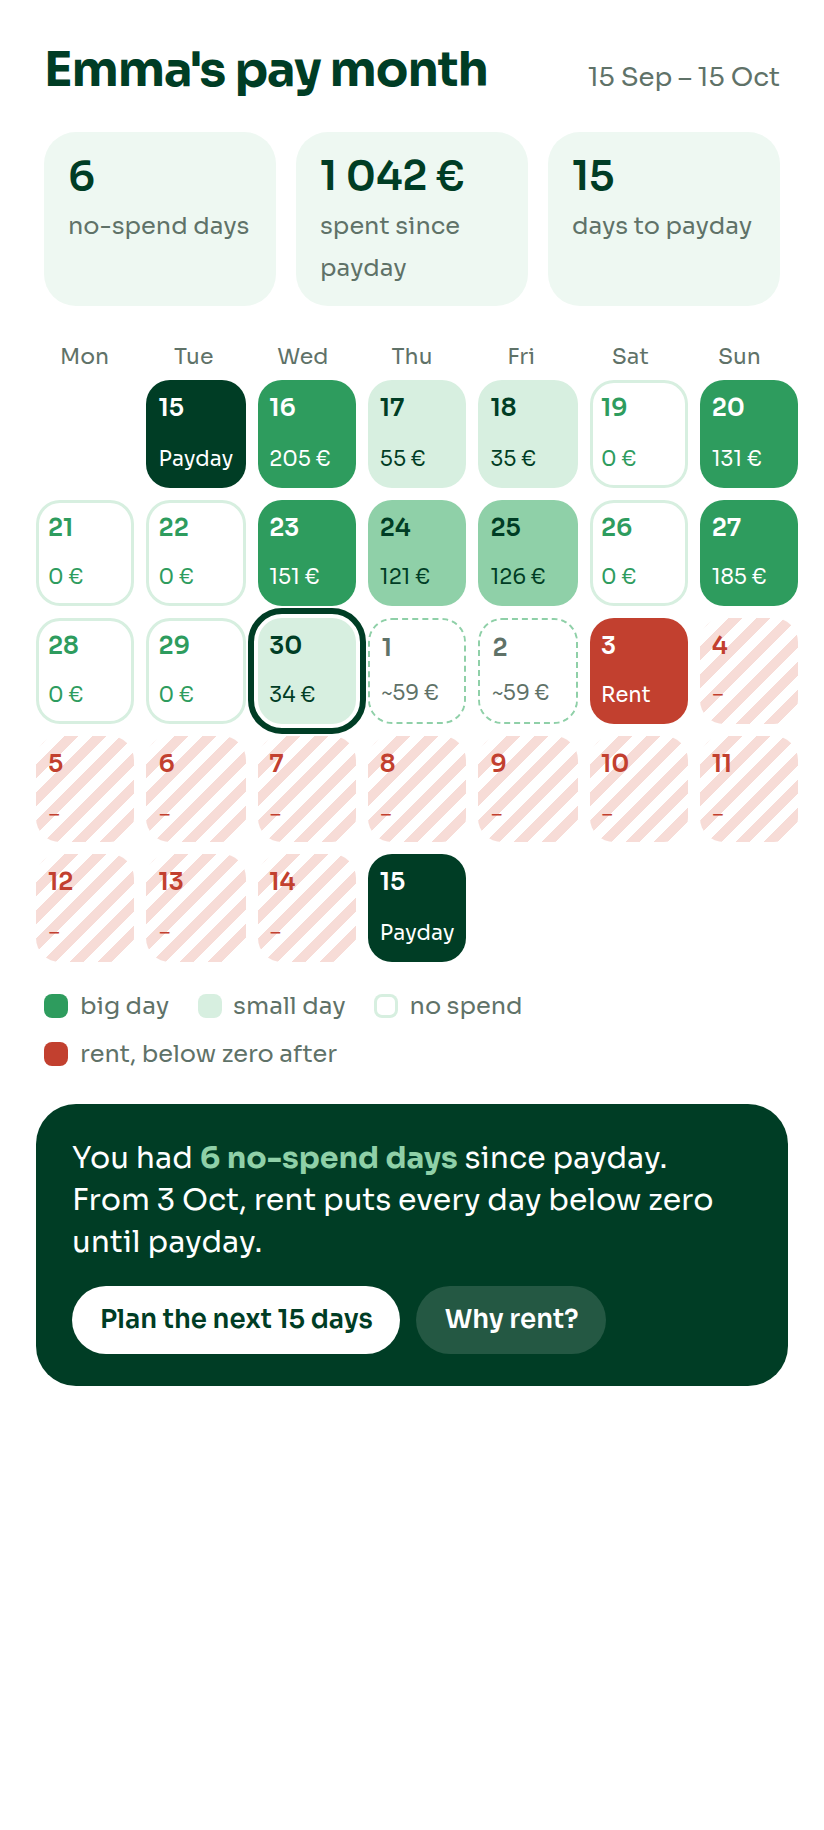 Emma's pay month
15 Sep – 15 Oct
6
no-spend days
1 042 €
spent since
payday
15
days to payday
Mon Tue Wed Thu Fri Sat Sun
15 16 17 18 19 20
Payday 205 € 55 € 35 € 0 € 131 €
21 22 23 24 25 26 27
0 € 0 € 151 € 121 € 126 € 0 € 185 €
28 29 30 1 2 3 4
0 € 0 € 34 € ~59 € ~59 € Rent –
5 6 7 8 9 10 11
– – – – – – –
12 13 14 15
– – – Payday
big day small day no spend
rent, below zero after
You had 6 no-spend days since payday.
From 3 Oct, rent puts every day below zero
until payday.
Plan the next 15 days
Why rent?